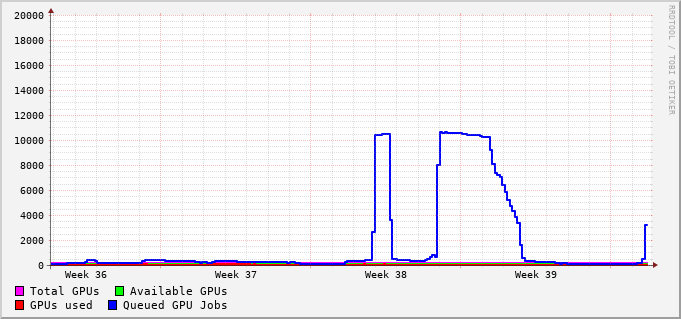 20000
18000
16000
14000
12000
10000
8000
6000
4000
2000
0
Week 36 Week 37 Week 38 Week 39
Total GPUs Available GPUs
GPUs used Queued GPU Jobs
RRDTOOL / TOBI OETIKER